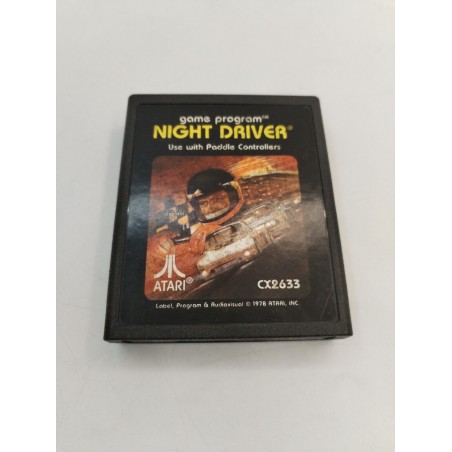 game program™
NIGHT DRIVER®
Use with Paddle Controllers
ATARI®
CX2633
Label, Program & Audiovisual © 1978 ATARI, INC.